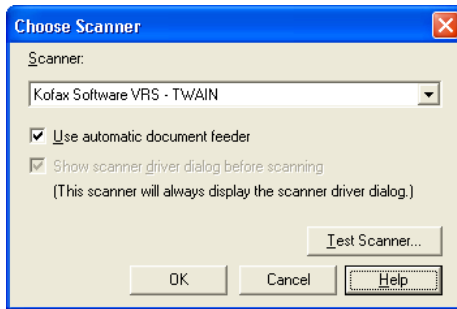 Choose Scanner
Scanner:
Kofax Software VRS - TWAIN
Use automatic document feeder
Show scanner driver dialog before scanning
(This scanner will always display the scanner driver dialog.)
Test Scanner...
OK Cancel Help